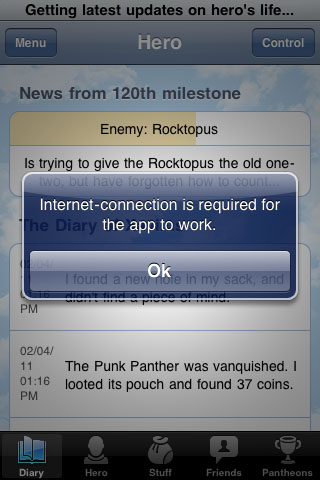 Getting latest updates on hero's life...
Menu
Hero
Control
News from 120th milestone
Enemy: Rocktopus
Is trying to give the Rocktopus the old one-
two, but have forgotten how to count...
Internet-connection is required for
the app to work.
Ok
The Diary
02/04/
11
01:16
PM
I found a new hole in my sack, and
didn't find a piece of mind.
02/04/
11
01:16
PM
The Punk Panther was vanquished. I
looted its pouch and found 37 coins.
Diary
Hero
Stuff
Friends
Pantheons